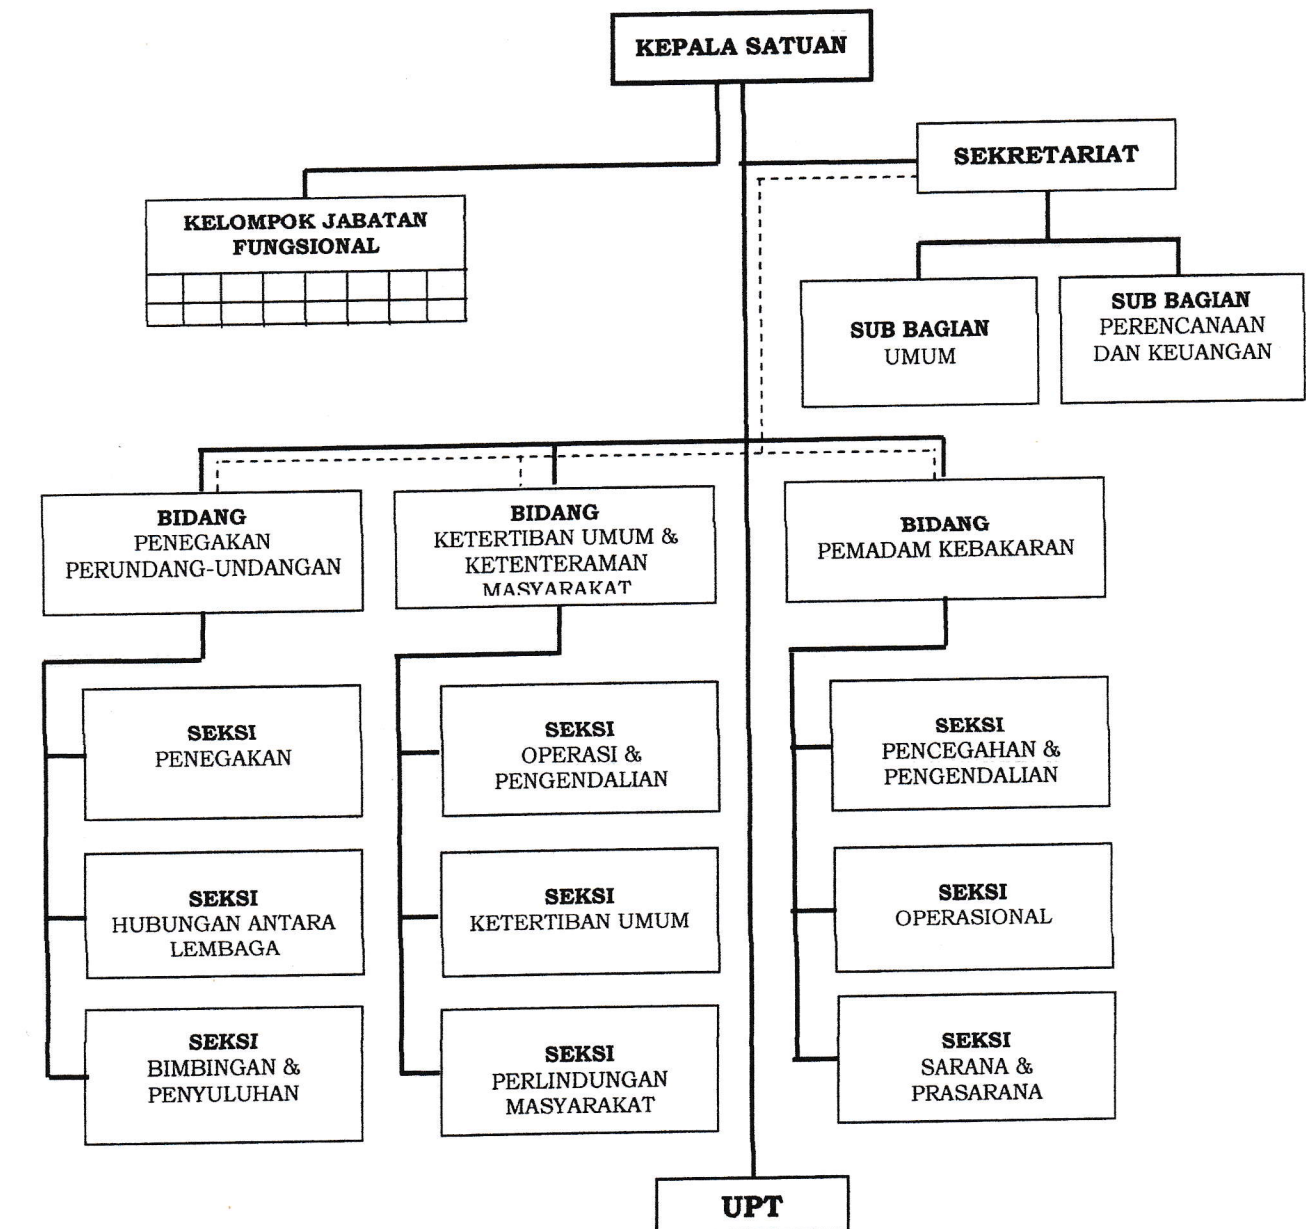 KEPALA SATUAN
SEKRETARIAT
KELOMPOK JABATAN
FUNGSIONAL
SUB BAGIAN
UMUM
SUB BAGIAN
PERENCANAAN
DAN KEUANGAN
BIDANG
PENEGAKAN
PERUNDANG-UNDANGAN
BIDANG
KETERTIBAN UMUM &
KETENTERAMAN
MASYARAKAT
BIDANG
PEMADAM KEBAKARAN
SEKSI
PENEGAKAN
SEKSI
OPERASI &
PENGENDALIAN
SEKSI
PENCEGAHAN &
PENGENDALIAN
SEKSI
HUBUNGAN ANTARA
LEMBAGA
SEKSI
KETERTIBAN UMUM
SEKSI
OPERASIONAL
SEKSI
BIMBINGAN &
PENYULUHAN
SEKSI
PERLINDUNGAN
MASYARAKAT
SEKSI
SARANA &
PRASARANA
UPT